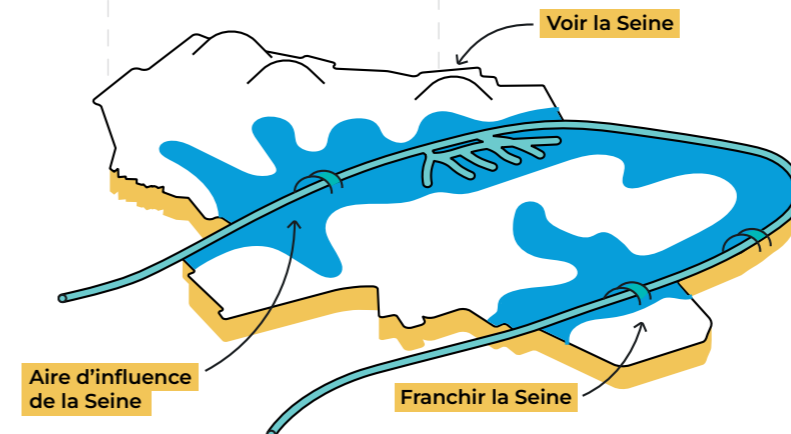 Voir la Seine
Aire d’influence
de la Seine
Franchir la Seine